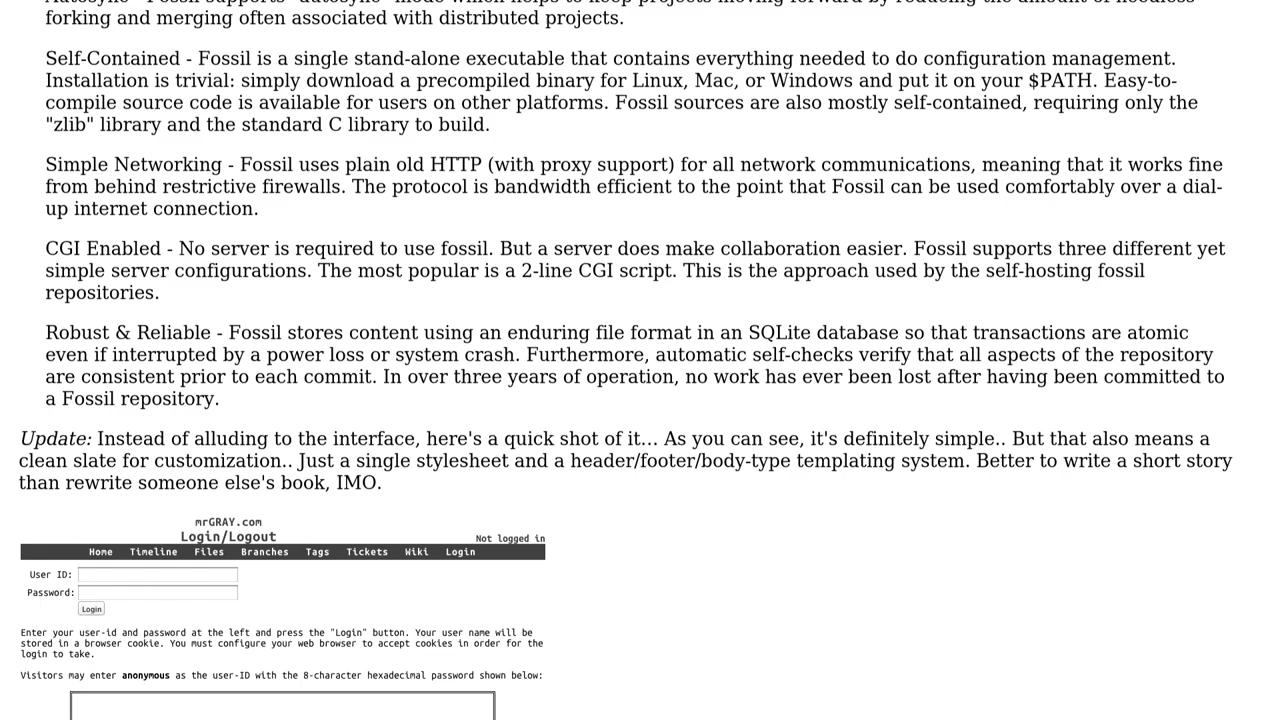 forking and merging often associated with distributed projects.
Self-Contained - Fossil is a single stand-alone executable that contains everything needed to do configuration management.
Installation is trivial: simply download a precompiled binary for Linux, Mac, or Windows and put it on your $PATH. Easy-to-
compile source code is available for users on other platforms. Fossil sources are also mostly self-contained, requiring only the
"zlib" library and the standard C library to build.
Simple Networking - Fossil uses plain old HTTP (with proxy support) for all network communications, meaning that it works fine
from behind restrictive firewalls. The protocol is bandwidth efficient to the point that Fossil can be used comfortably over a dial-
up internet connection.
CGI Enabled - No server is required to use fossil. But a server does make collaboration easier. Fossil supports three different yet
simple server configurations. The most popular is a 2-line CGI script. This is the approach used by the self-hosting fossil
repositories.
Robust & Reliable - Fossil stores content using an enduring file format in an SQLite database so that transactions are atomic
even if interrupted by a power loss or system crash. Furthermore, automatic self-checks verify that all aspects of the repository
are consistent prior to each commit. In over three years of operation, no work has ever been lost after having been committed to
a Fossil repository.
Update: Instead of alluding to the interface, here's a quick shot of it... As you can see, it's definitely simple.. But that also means a
clean slate for customization.. Just a single stylesheet and a header/footer/body-type templating system. Better to write a short story
than rewrite someone else's book, IMO.
mrGRAY.com
Login/Logout
Not logged in
Home Timeline Files Branches Tags Tickets Wiki Login
User ID:
Password:
Login
Enter your user-id and password at the left and press the "Login" button. Your user name will be
stored in a browser cookie. You must configure your web browser to accept cookies in order for the
login to take.
Visitors may enter anonymous as the user-ID with the 8-character hexadecimal password shown below: